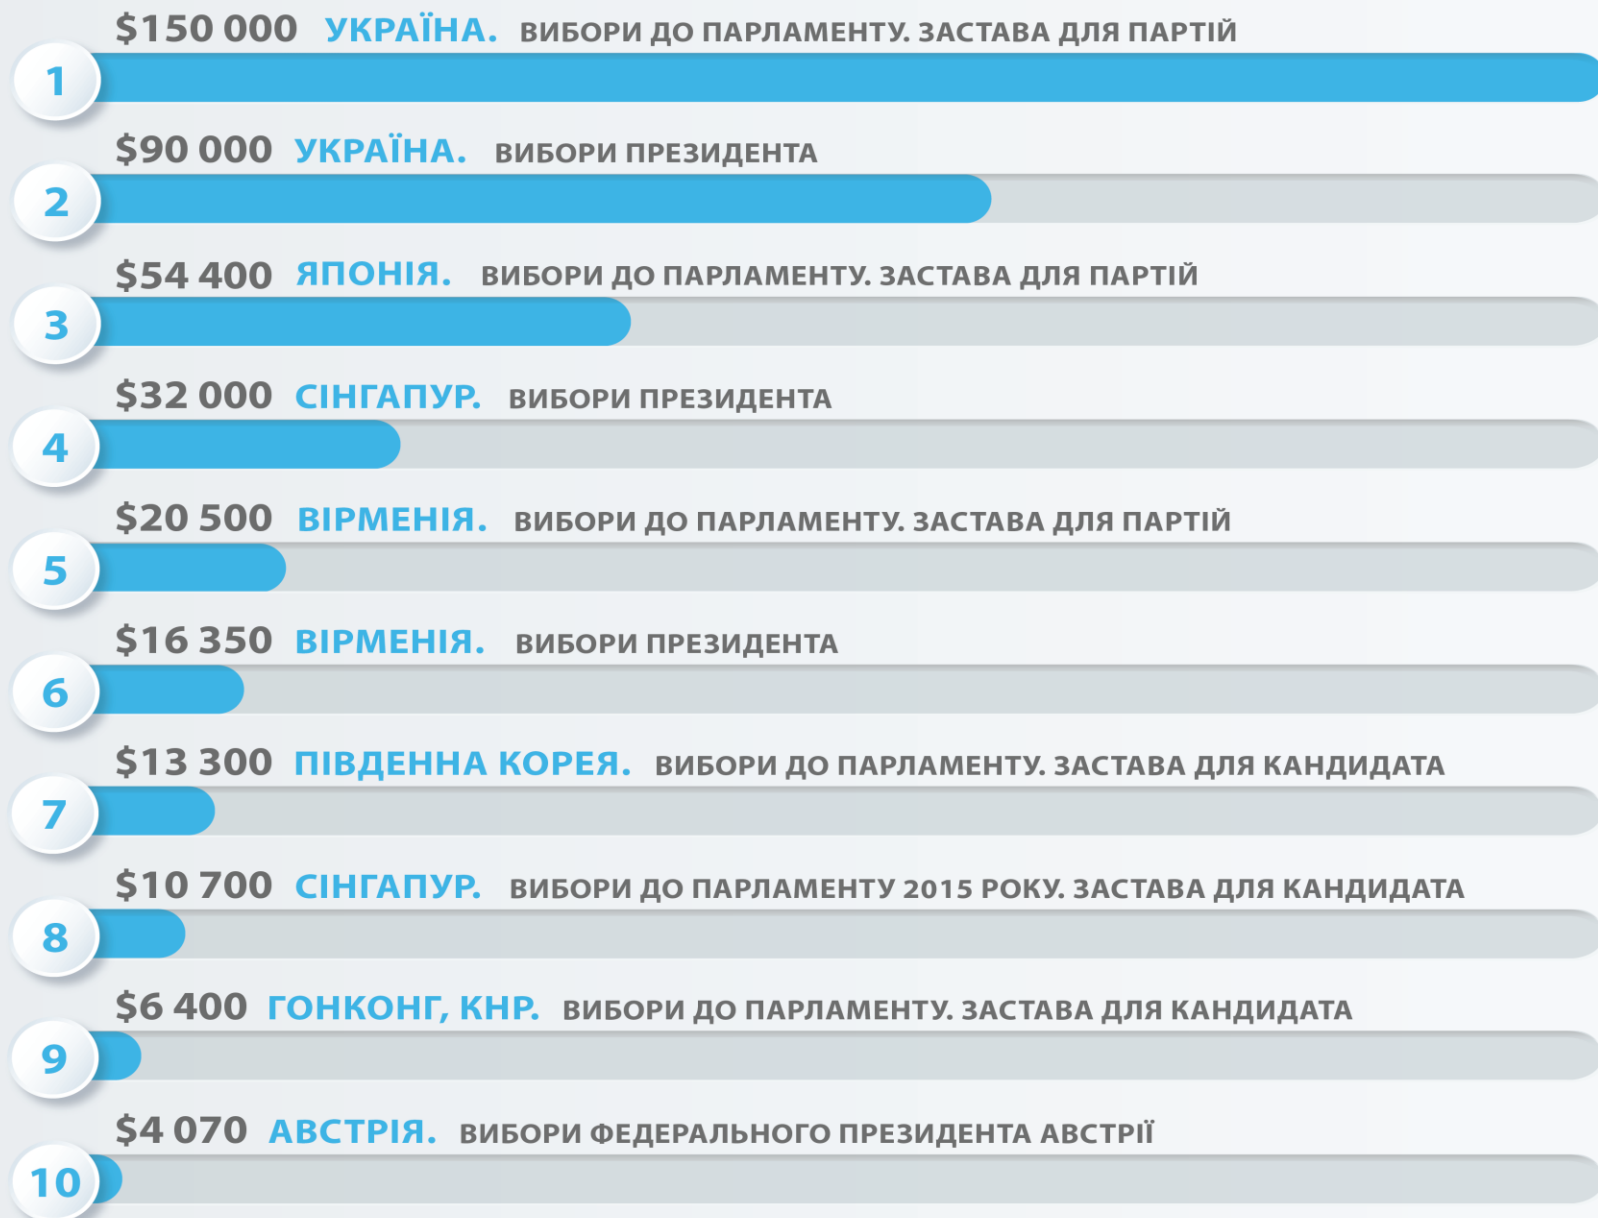 $150 000 УКРАЇНА. ВИБОРИ ДО ПАРЛАМЕНТУ. ЗАСТАВА ДЛЯ ПАРТІЙ
1
$90 000 УКРАЇНА. ВИБОРИ ПРЕЗИДЕНТА
2
$54 400 ЯПОНІЯ. ВИБОРИ ДО ПАРЛАМЕНТУ. ЗАСТАВА ДЛЯ ПАРТІЙ
3
$32 000 СІНГАПУР. ВИБОРИ ПРЕЗИДЕНТА
4
$20 500 ВІРМЕНІЯ. ВИБОРИ ДО ПАРЛАМЕНТУ. ЗАСТАВА ДЛЯ ПАРТІЙ
5
$16 350 ВІРМЕНІЯ. ВИБОРИ ПРЕЗИДЕНТА
6
$13 300 ПІВДЕННА КОРЕЯ. ВИБОРИ ДО ПАРЛАМЕНТУ. ЗАСТАВА ДЛЯ КАНДИДАТА
7
$10 700 СІНГАПУР. ВИБОРИ ДО ПАРЛАМЕНТУ 2015 РОКУ. ЗАСТАВА ДЛЯ КАНДИДАТА
8
$6 400 ГОНКОНГ, КНР. ВИБОРИ ДО ПАРЛАМЕНТУ. ЗАСТАВА ДЛЯ КАНДИДАТА
9
$4 070 АВСТРІЯ. ВИБОРИ ФЕДЕРАЛЬНОГО ПРЕЗИДЕНТА АВСТРІЇ
10